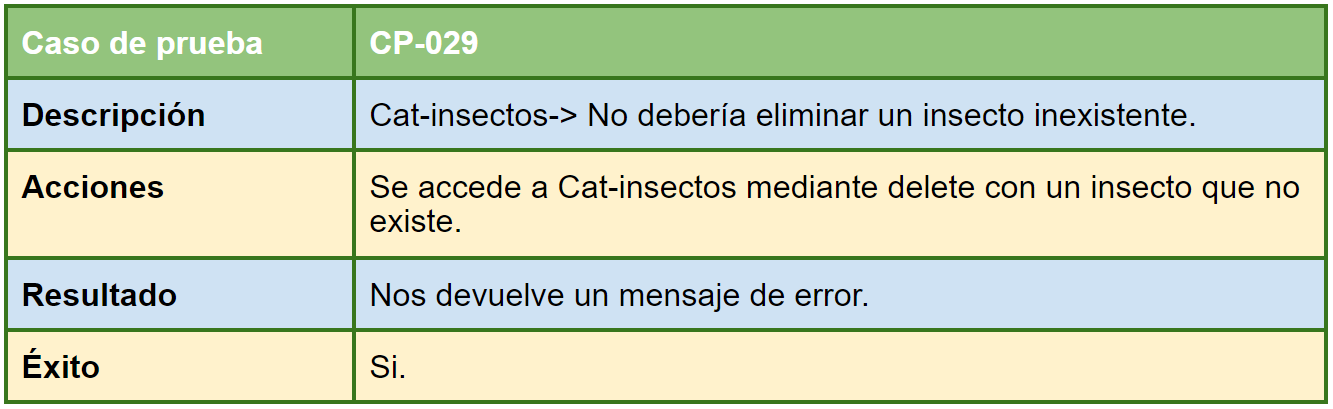 Caso de prueba CP-029
Descripción Cat-insectos-> No debería eliminar un insecto inexistente.
Acciones Se accede a Cat-insectos mediante delete con un insecto que no
existe.
Resultado Nos devuelve un mensaje de error.
Éxito Si.